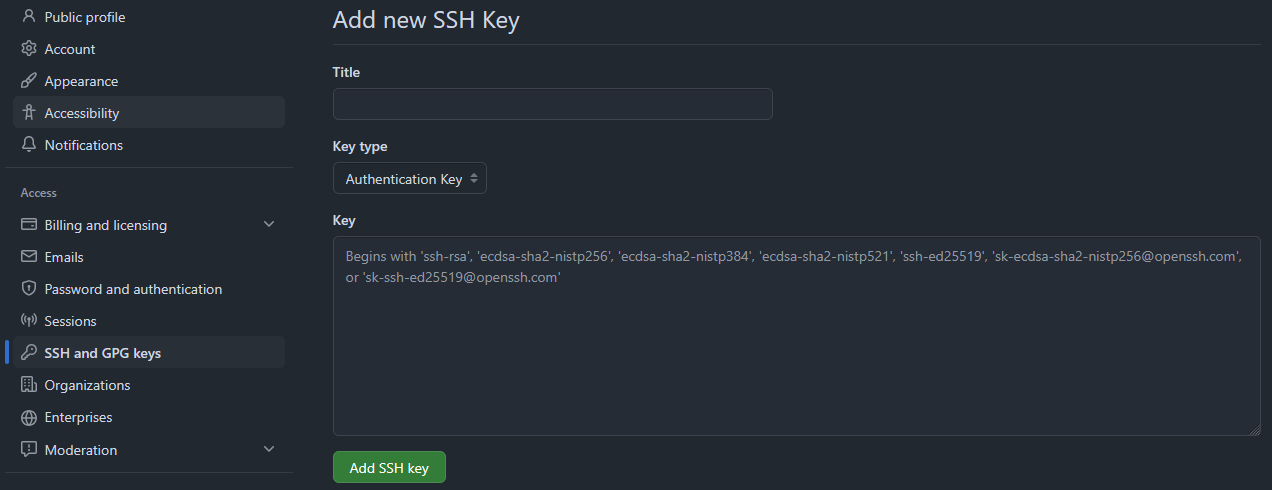 Public profile
Account
Appearance
Accessibility
Notifications
Access
Billing and licensing
Emails
Password and authentication
Sessions
SSH and GPG keys
Organizations
Enterprises
Moderation
Add new SSH Key
Title
Key type
Authentication Key
Key
Begins with 'ssh-rsa', 'ecdsa-sha2-nistp256', 'ecdsa-sha2-nistp384', 'ecdsa-sha2-nistp521', 'ssh-ed25519', 'sk-ecdsa-sha2-nistp256@openssh.com',
or 'sk-ssh-ed25519@openssh.com'
Add SSH key